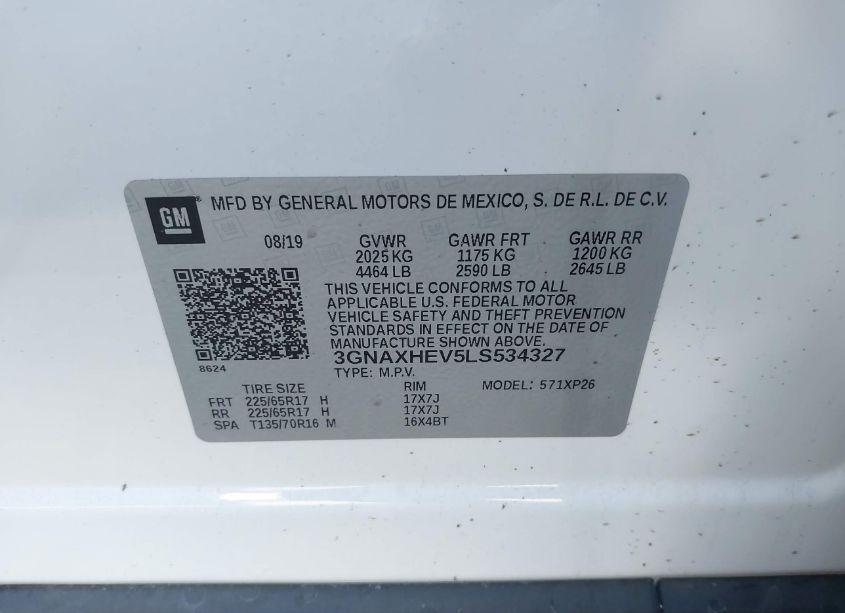 GM
MFD BY GENERAL MOTORS DE MEXICO, S. DE R.L. DE C.V.
08/19 GVWR GAWR FRT GAWR RR
2025 KG 1175 KG 1200 KG
4464 LB 2590 LB 2645 LB
THIS VEHICLE CONFORMS TO ALL
APPLICABLE U.S. FEDERAL MOTOR
VEHICLE SAFETY AND THEFT PREVENTION
STANDARDS IN EFFECT ON THE DATE OF
MANUFACTURE SHOWN ABOVE.
3GNAXHEV5LS534327
8624
TYPE: M.P.V.
TIRE SIZE RIM MODEL: 571XP26
FRT 225/65R17 H 17X7J
RR 225/65R17 H 17X7J
SPA T135/70R16 M 16X4BT